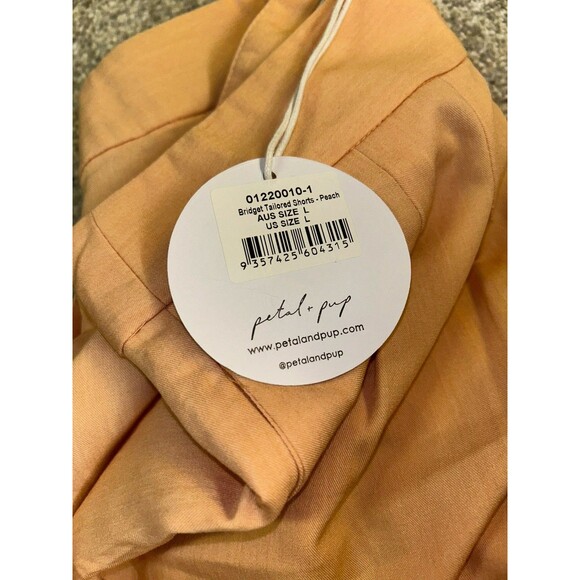 01220010-1
Bridget Tailored Shorts - Peach
AUS SIZE L
US SIZE L
9 357425 604315
petal + pup
www.petalandpup.com
@petalandpup